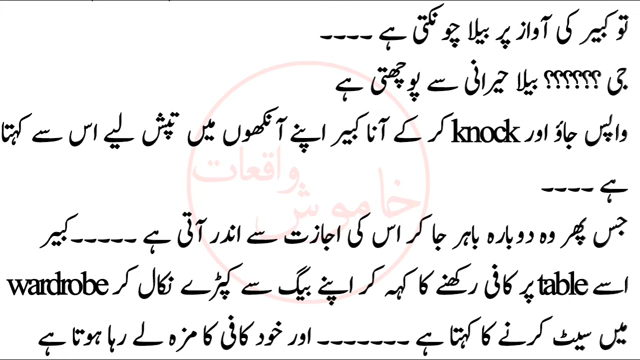 تو کبیر کی آواز پر بیلا چونکتی ہے ۔۔۔۔
جی ؟؟؟؟؟؟ بیلا حیرانی سے پوچھتی ہے
واپس جاؤ اور knock کر کے آنا کبیر اپنے آنکھوں میں تپش لیے اس سے کہتا
ہے ۔۔۔۔
جس پھر وہ دوبارہ باہر جا کر اس کی اجازت سے اندر آتی ہے ۔۔۔۔۔کبیر
اسے table پر کافی رکھنے کا کہہ کر اپنے بیگ سے کپڑے نکال کر wardrobe
میں سیٹ کرنے کا کہتا ہے ۔۔۔۔۔۔۔ اور خود کافی کا مزہ لے رہا ہوتا ہے
خاموش واقعات